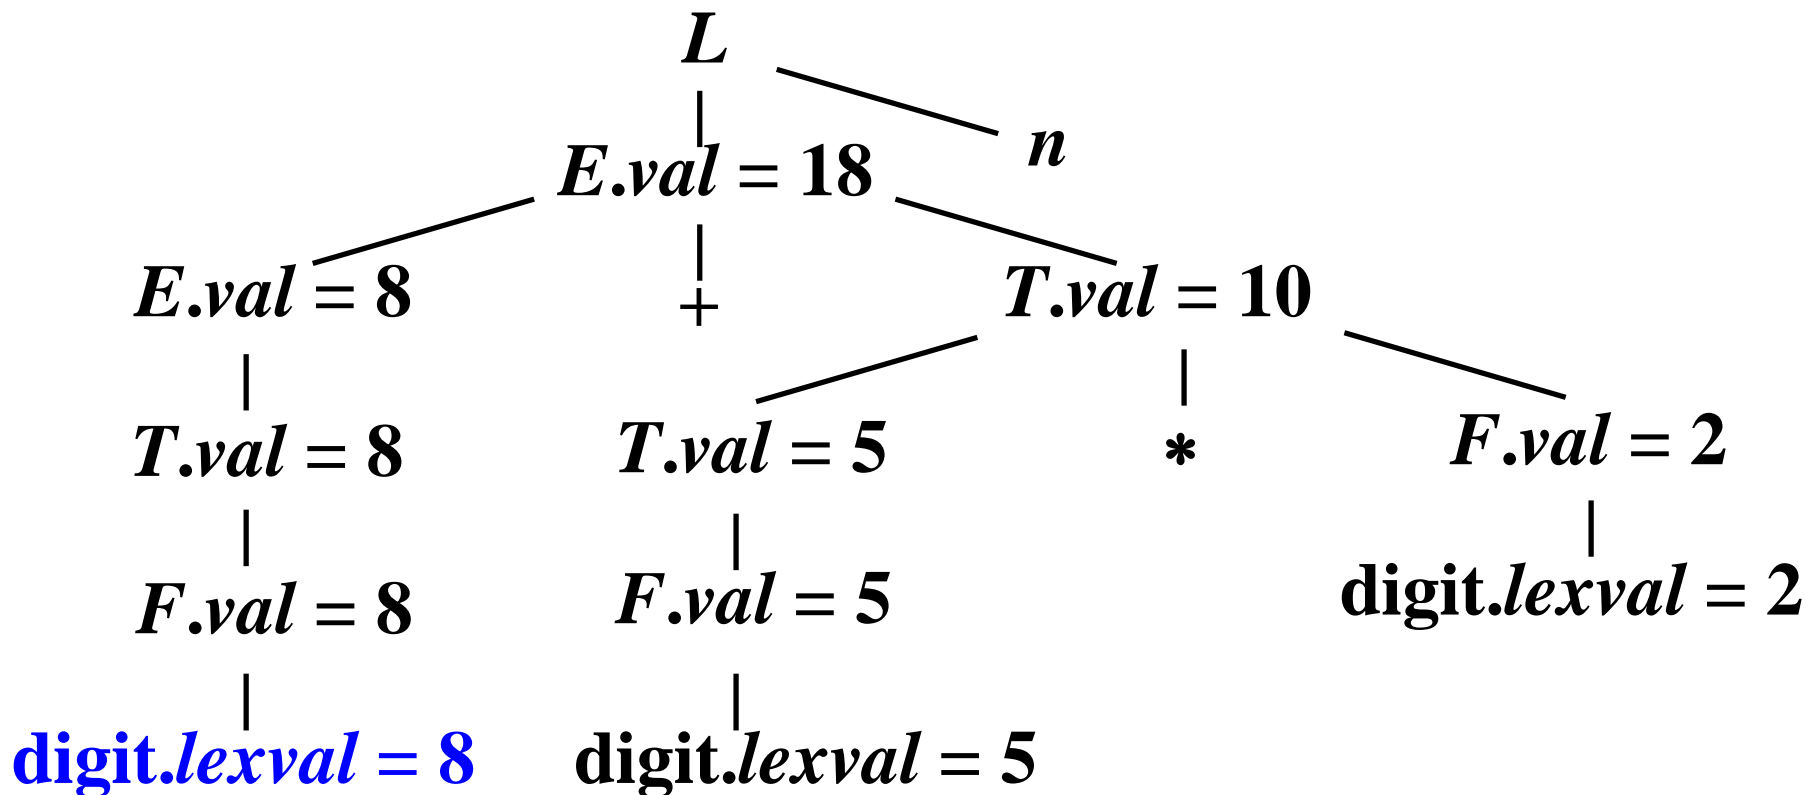 L
n
E.val = 18
E.val = 8 + T.val = 10
T.val = 8 T.val = 5 * F.val = 2
F.val = 8 F.val = 5 digit.lexval = 2
digit.lexval = 8 digit.lexval = 5